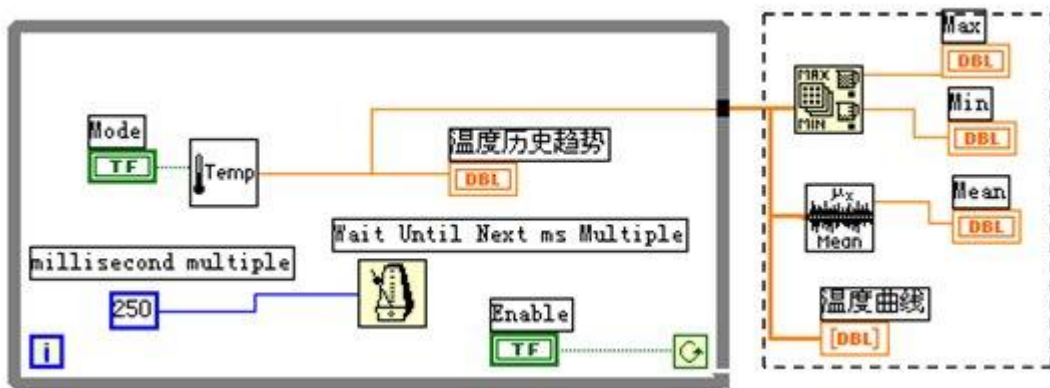 Mode
TF
Temp
温度历史趋势
DBL
millisecond multiple
250
Wait Until Next ms Multiple
Enable
TF
i
MAX
MIN
Max
DBL
Min
DBL
μx
Mean
Mean
DBL
温度曲线
[DBL]